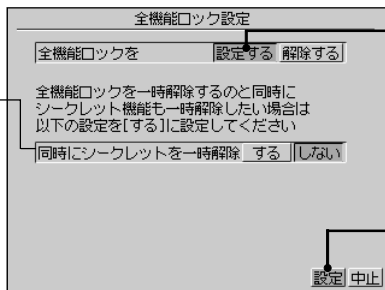 全機能ロック設定
全機能ロックを 設定する 解除する
全機能ロックを一時解除するのと同時に
シークレット機能も一時解除したい場合は
以下の設定を[する]に設定してください
同時にシークレットを一時解除 する しない
設定 中止